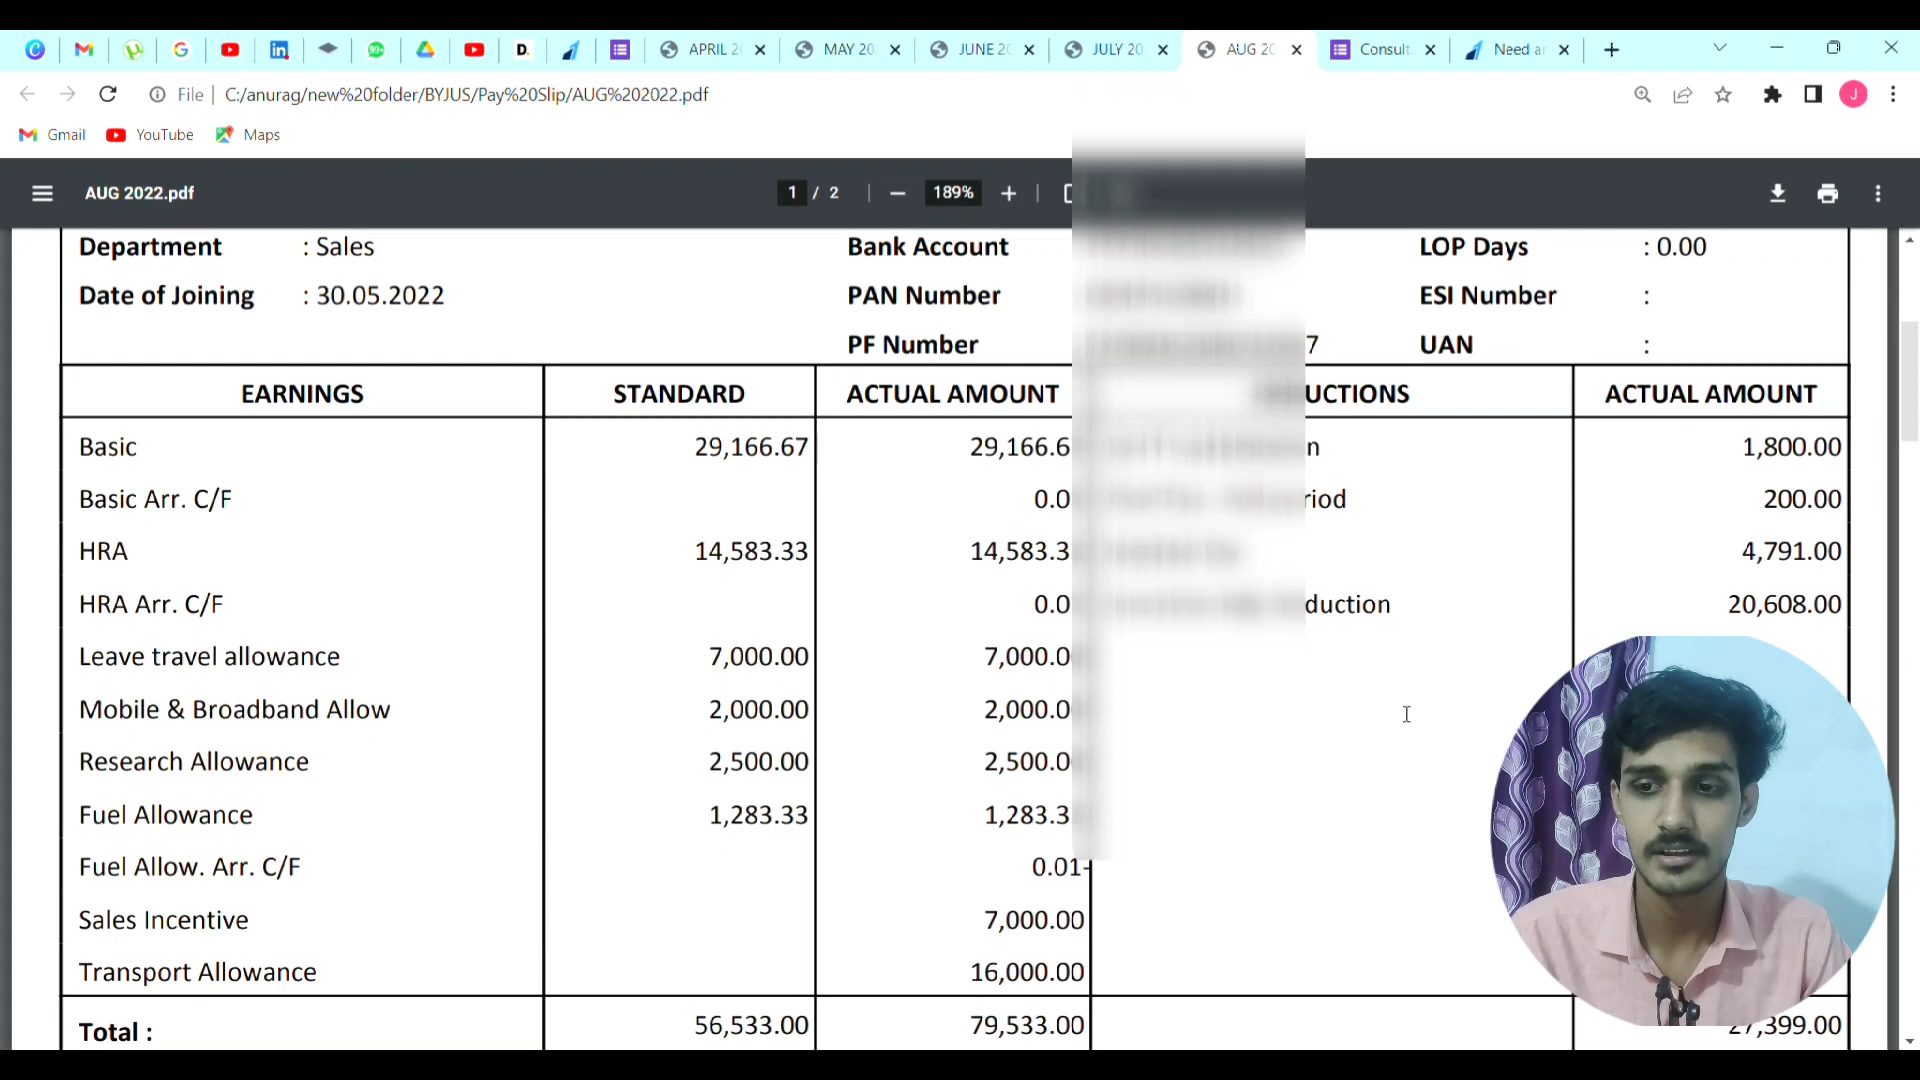 99+
D.
APRIL 2
MAY 20
JUNE 20
JULY 20
AUG 20
Consult
Need a
File | C:/anurag/new%20folder/BYJUS/Pay%20Slip/AUG%202022.pdf
J
Gmail YouTube Maps
AUG 2022.pdf 1 / 2 189%
Department : Sales Bank Account LOP Days : 0.00
Date of Joining : 30.05.2022 PAN Number ESI Number :
PF Number 7 UAN :
EARNINGS STANDARD ACTUAL AMOUNT UCTIONS ACTUAL AMOUNT
Basic 29,166.67 29,166.6 n 1,800.00
Basic Arr. C/F 0.0 riod 200.00
HRA 14,583.33 14,583.3 4,791.00
HRA Arr. C/F 0.0 duction 20,608.00
Leave travel allowance 7,000.00 7,000.0
Mobile & Broadband Allow 2,000.00 2,000.0
Research Allowance 2,500.00 2,500.0
Fuel Allowance 1,283.33 1,283.3
Fuel Allow. Arr. C/F 0.01-
Sales Incentive 7,000.00
Transport Allowance 16,000.00
Total : 56,533.00 79,533.00 27,399.00